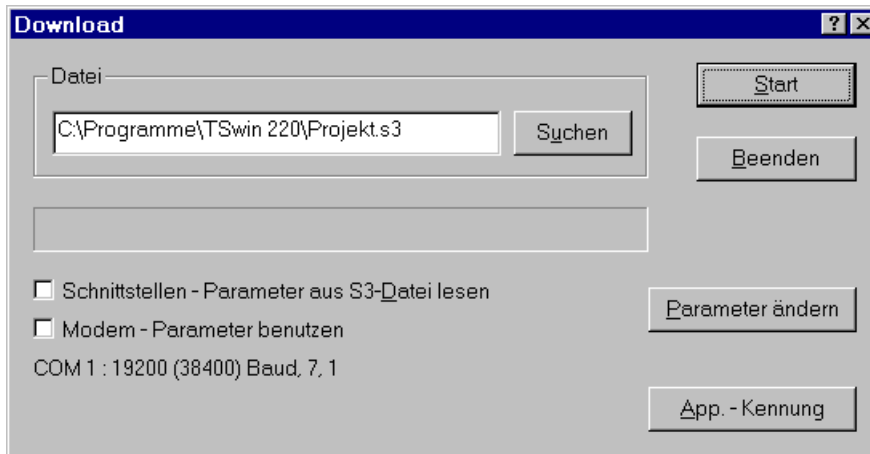 Download
Datei
C:\Programme\TSwin 220\Projekt.s3
Suchen
Start
Beenden
Schnittstellen - Parameter aus S3-Datei lesen
Modem - Parameter benutzen
COM 1 : 19200 (38400) Baud, 7, 1
Parameter ändern
App. - Kennung